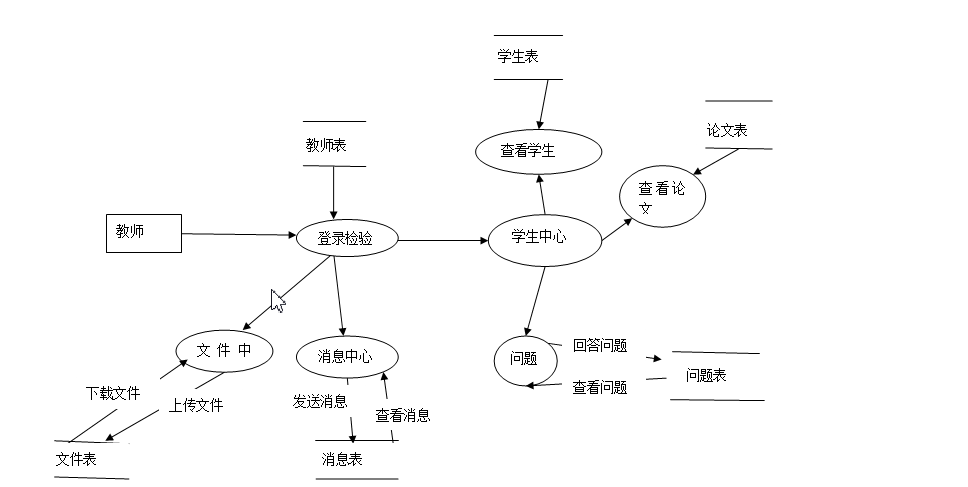 学生表
论文表
教师表
查看学生
查看论
文
教师
登录检验
学生中心
文 件 中
消息中心
问题
回答问题
问题表
查看问题
下载文件
上传文件
发送消息
查看消息
文件表
消息表